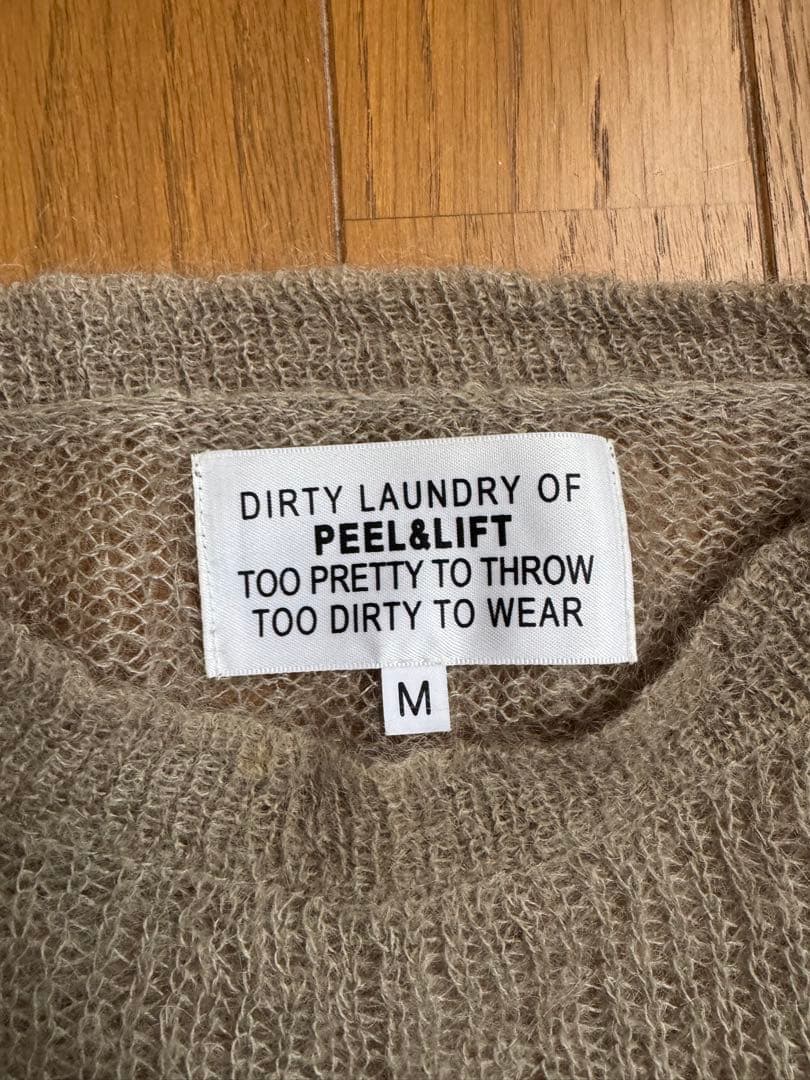 DIRTY LAUNDRY OF
PEEL&LIFT
TOO PRETTY TO THROW
TOO DIRTY TO WEAR
M